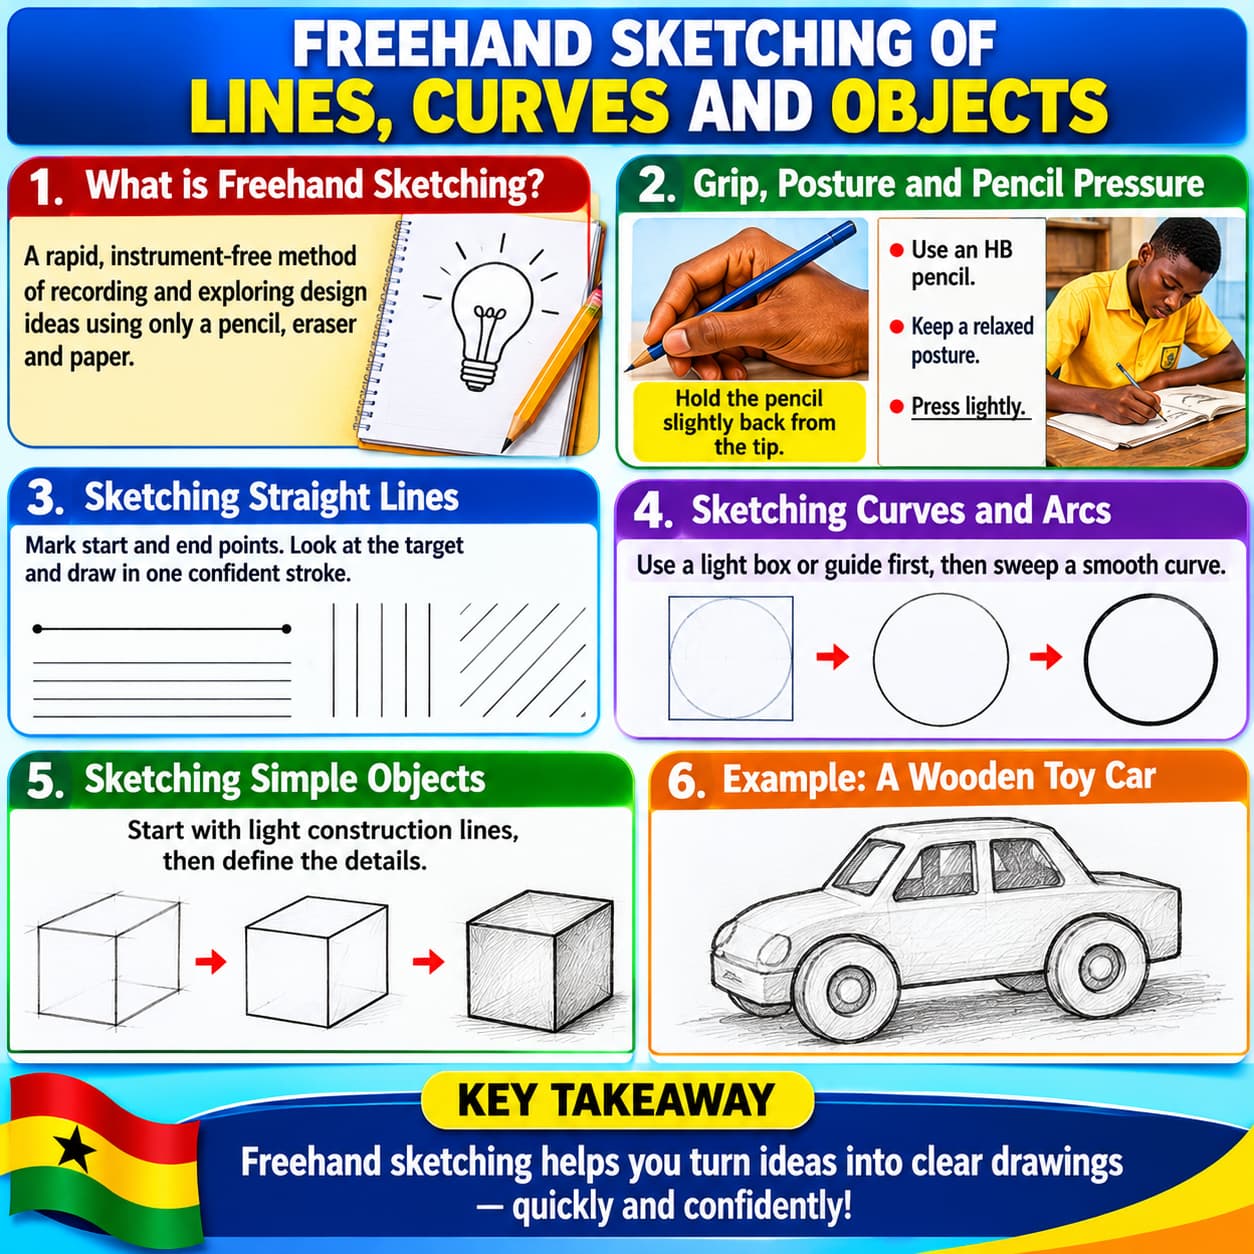 FREEHAND SKETCHING OF
LINES, CURVES AND OBJECTS
1. What is Freehand Sketching?
A rapid, instrument-free method
of recording and exploring design
ideas using only a pencil, eraser
and paper.
2. Grip, Posture and Pencil Pressure
Hold the pencil
slightly back from
the tip.
Use an HB
pencil.
Keep a relaxed
posture.
Press lightly.
3. Sketching Straight Lines
Mark start and end points. Look at the target
and draw in one confident stroke.
4. Sketching Curves and Arcs
Use a light box or guide first, then sweep a smooth curve.
5. Sketching Simple Objects
Start with light construction lines,
then define the details.
6. Example: A Wooden Toy Car
KEY TAKEAWAY
Freehand sketching helps you turn ideas into clear drawings
— quickly and confidently!